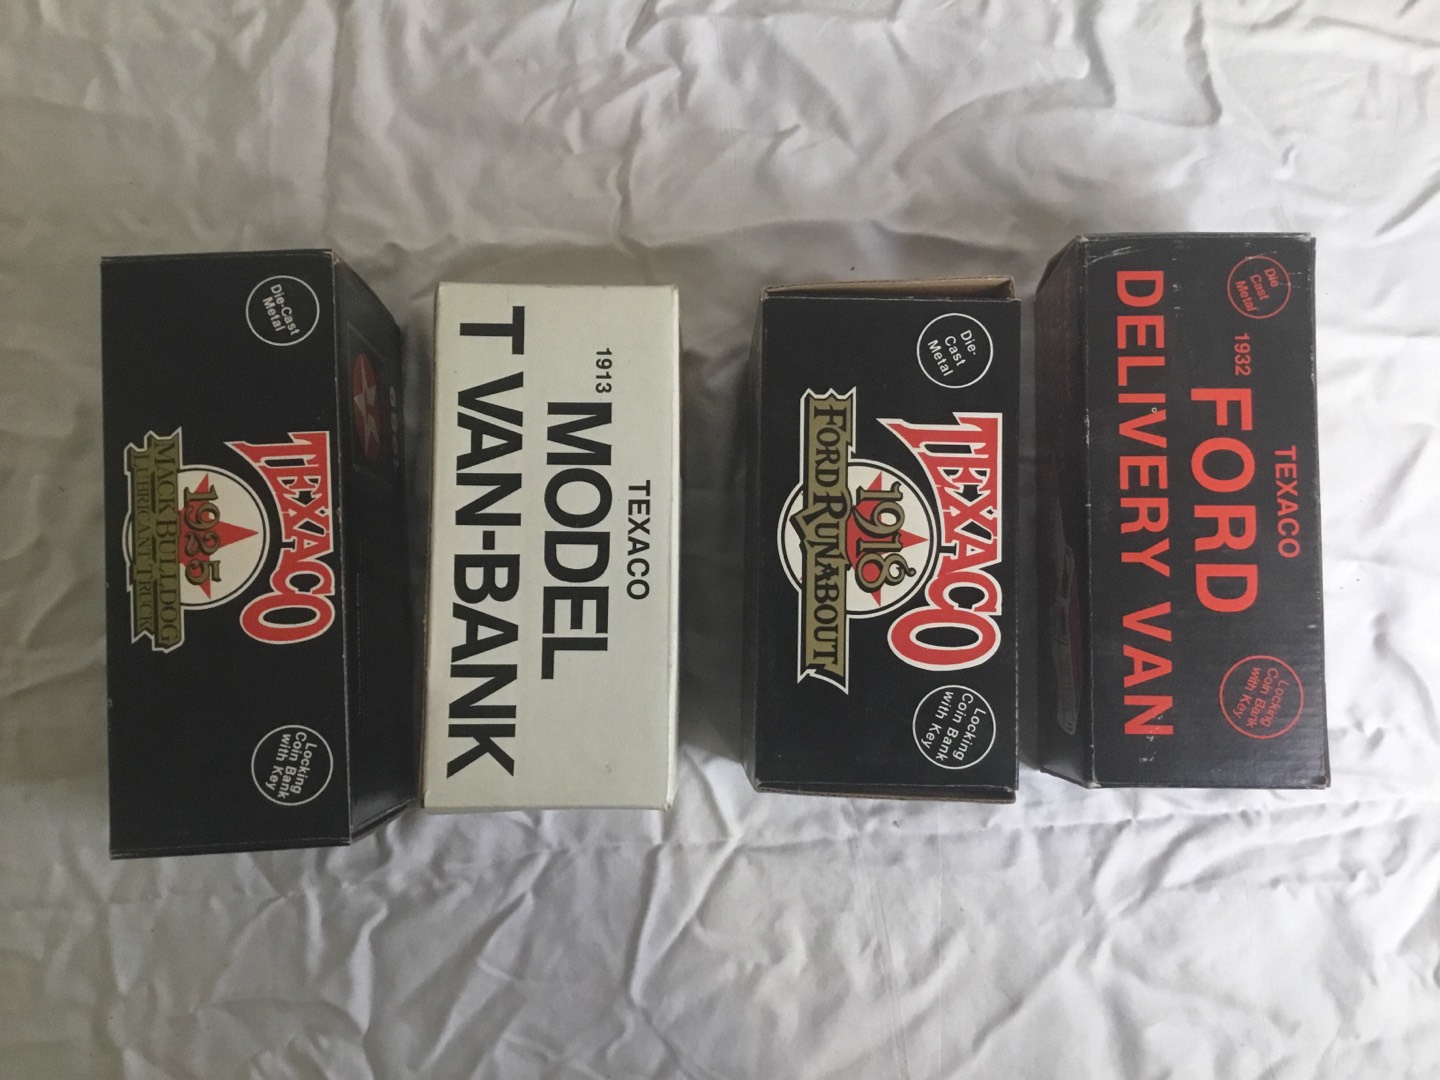 Die-Cast
Metal
TEXACO
1925
MACK BULLDOG
LUBRICANT TRUCK
Locking
Coin Bank
with Key
TEXACO
1913 MODEL
T VAN-BANK
Die-
Cast
Metal
TEXACO
1918
FORD RUNABOUT
Locking
Coin Bank
with Key
Die
Cast
Metal
TEXACO
1932 FORD
DELIVERY VAN
Locking
Coin Bank
with Key